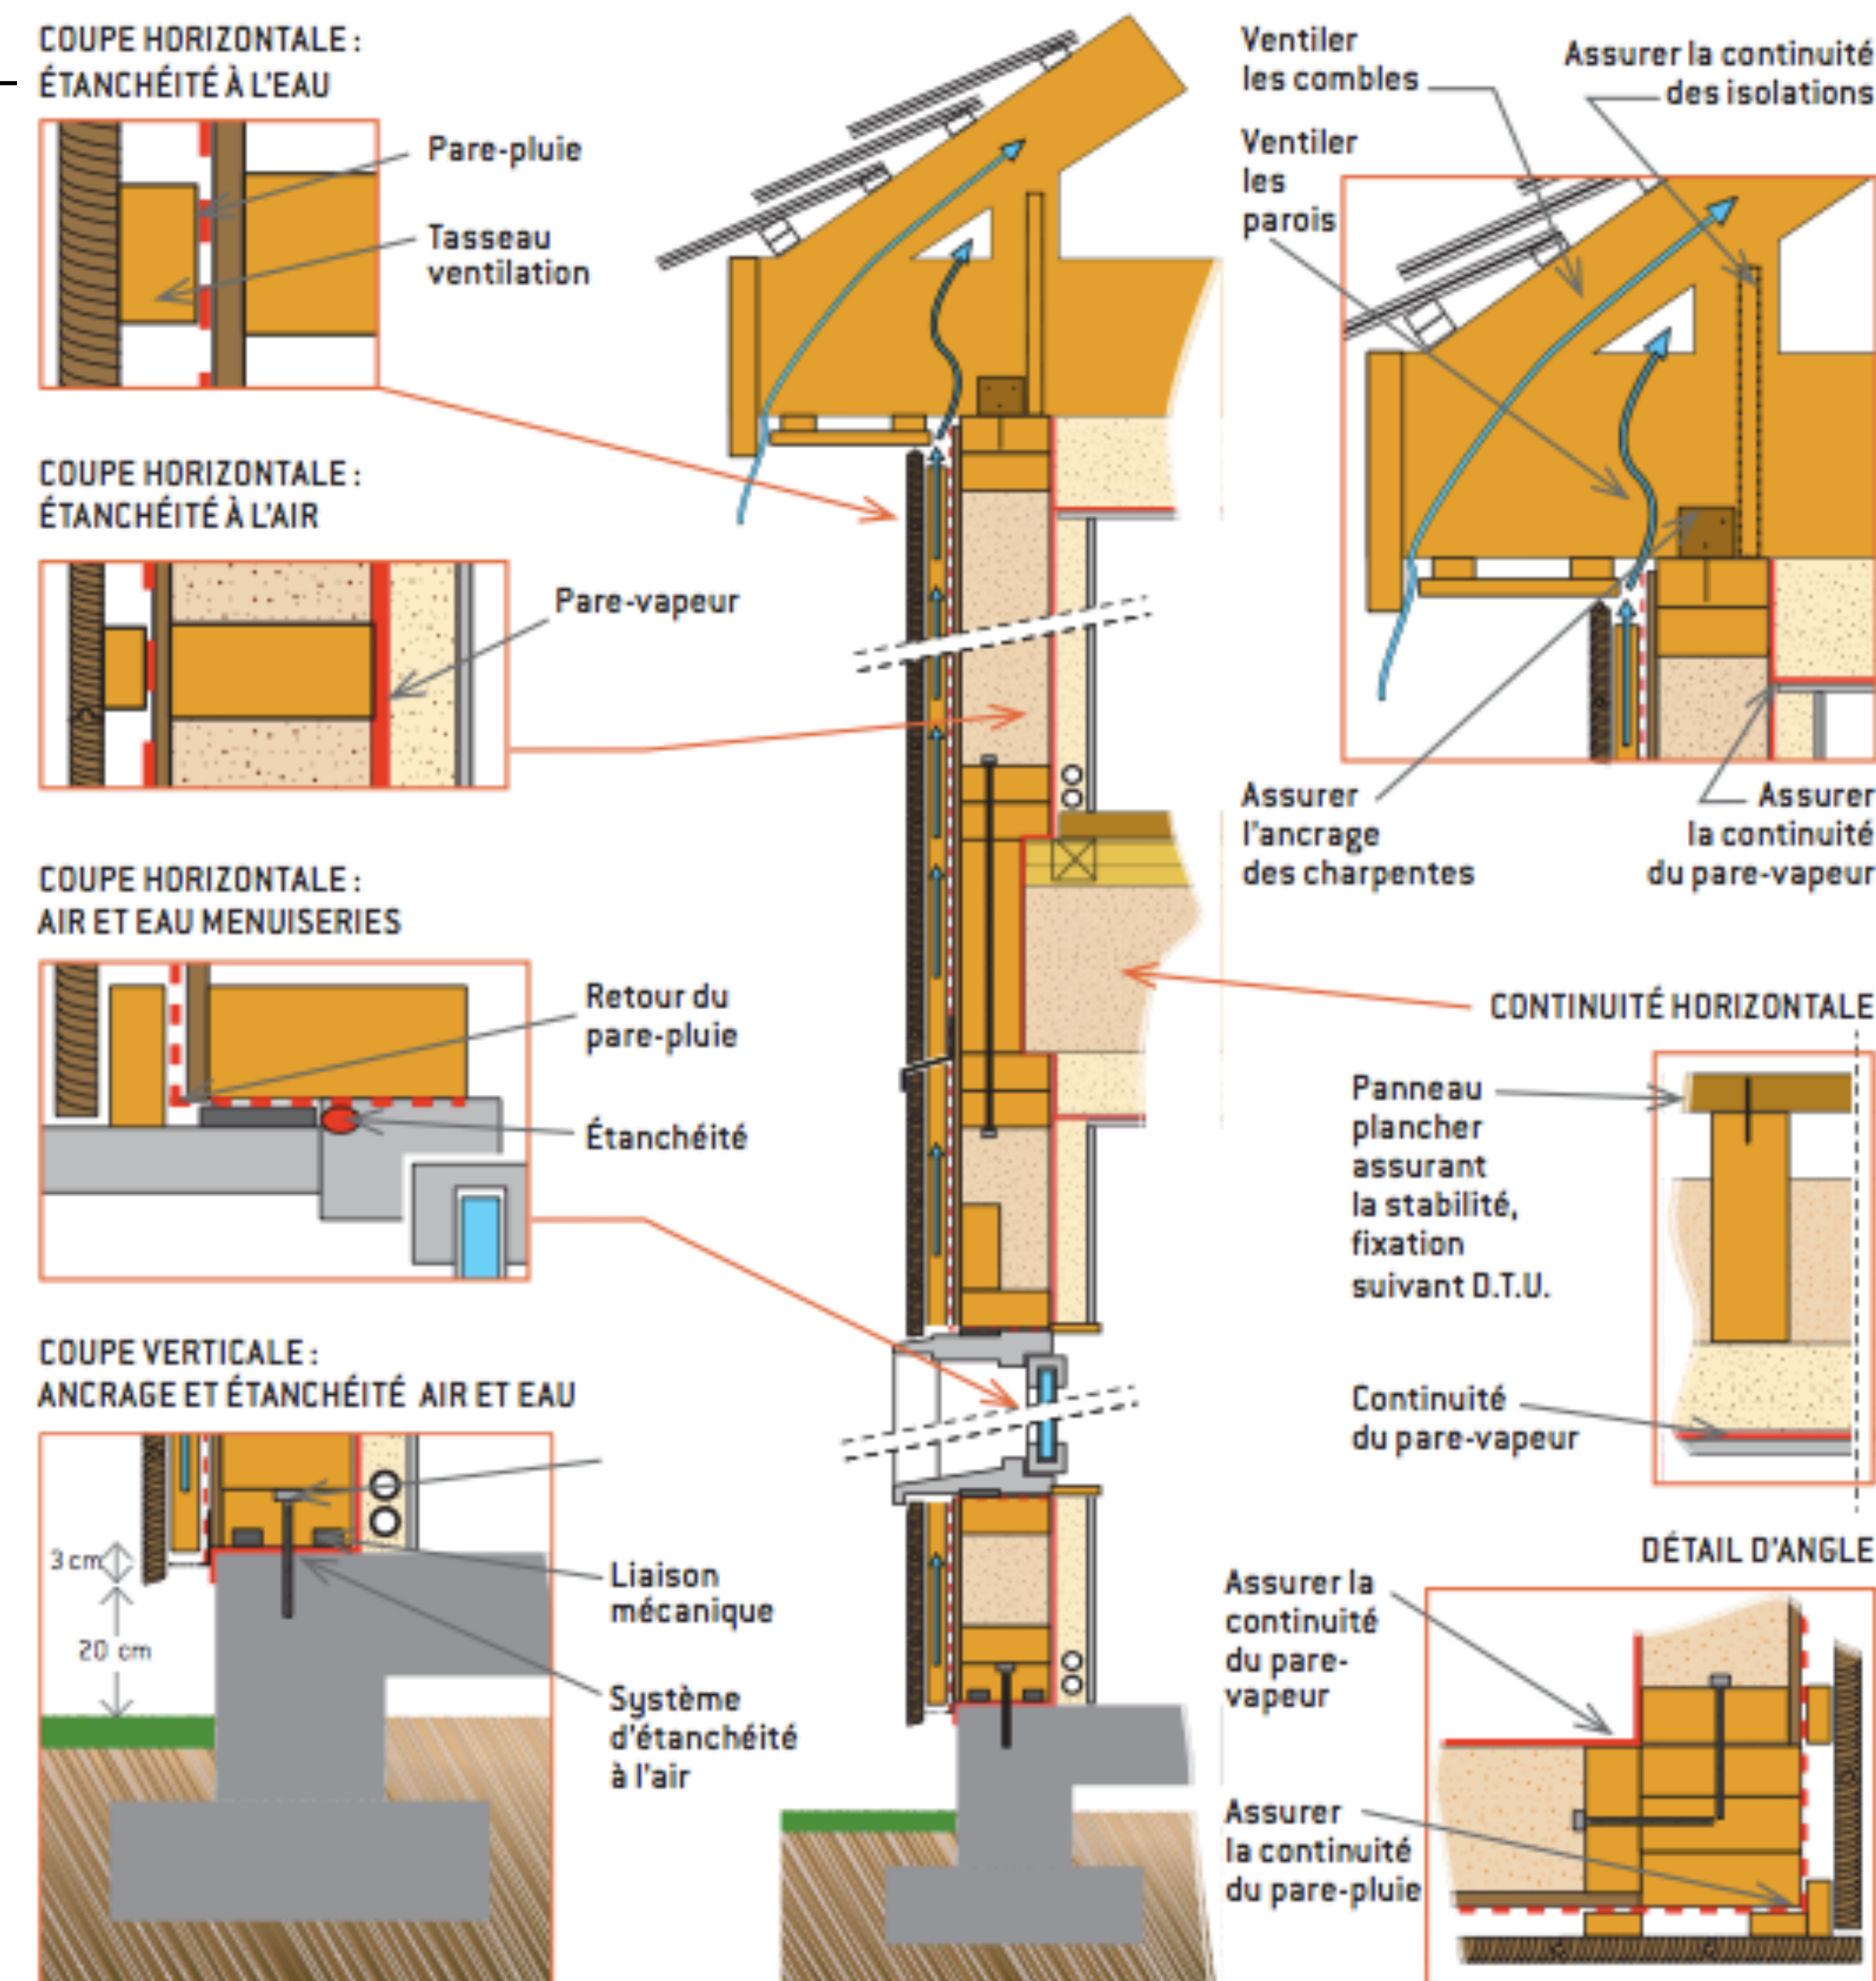 COUPE HORIZONTALE :
ÉTANCHÉITÉ À L'EAU
Pare-pluie
Tasseau
ventilation
COUPE HORIZONTALE :
ÉTANCHÉITÉ À L'AIR
Pare-vapeur
COUPE HORIZONTALE :
AIR ET EAU MENUISERIES
Retour du
pare-pluie
Étanchéité
COUPE VERTICALE :
ANCRAGE ET ÉTANCHÉITÉ AIR ET EAU
3 cm
20 cm
Liaison
mécanique
Système
d'étanchéité
à l'air
Ventiler
les combles
Assurer la continuité
des isolations
Ventiler
les
parois
Assurer
l'ancrage
des charpentes
Assurer
la continuité
du pare-vapeur
CONTINUITÉ HORIZONTALE
Panneau
plancher
assurant
la stabilité,
fixation
suivant D.T.U.
Continuité
du pare-vapeur
DÉTAIL D'ANGLE
Assurer la
continuité
du pare-
vapeur
Assurer
la continuité
du pare-pluie